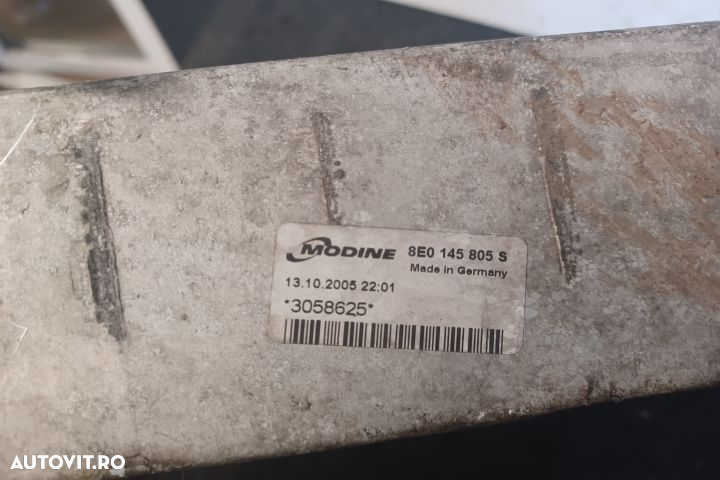 MODINE 8E0 145 805 S
Made in Germany
13.10.2005 22:01
*3058625*
AUTOVIT.RO